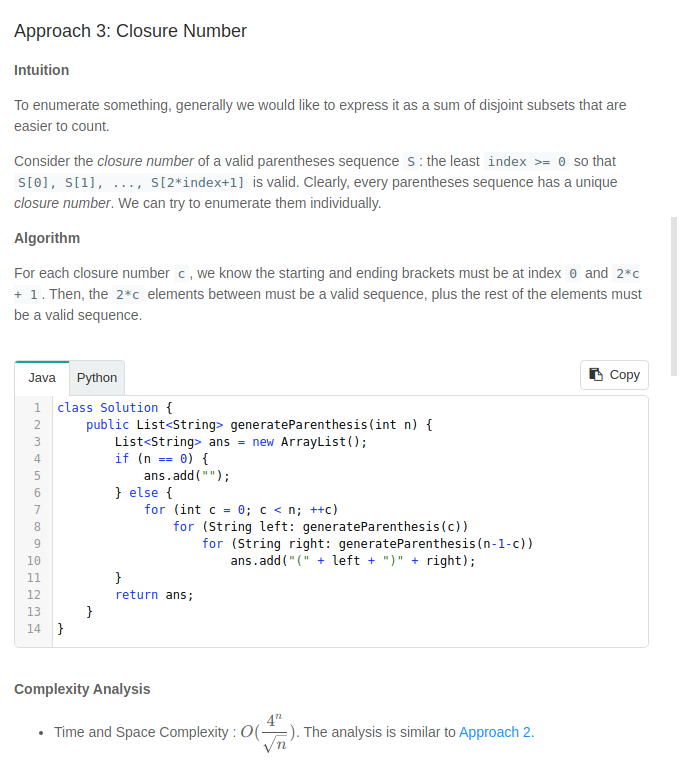 Approach 3: Closure Number
Intuition
To enumerate something, generally we would like to express it as a sum of disjoint subsets that are
easier to count.
Consider the closure number of a valid parentheses sequence S : the least index >= 0 so that
S[0], S[1], ..., S[2*index+1] is valid. Clearly, every parentheses sequence has a unique
closure number. We can try to enumerate them individually.
Algorithm
For each closure number c , we know the starting and ending brackets must be at index 0 and 2*c
+ 1 . Then, the 2*c elements between must be a valid sequence, plus the rest of the elements must
be a valid sequence.
Java Python Copy
1 class Solution {
2     public List<String> generateParenthesis(int n) {
3         List<String> ans = new ArrayList();
4         if (n == 0) {
5             ans.add("");
6         } else {
7             for (int c = 0; c < n; ++c)
8                 for (String left: generateParenthesis(c))
9                     for (String right: generateParenthesis(n-1-c))
10                         ans.add("(" + left + ")" + right);
11         }
12         return ans;
13     }
14 }
Complexity Analysis
• Time and Space Complexity : O(4^n/√n). The analysis is similar to Approach 2.